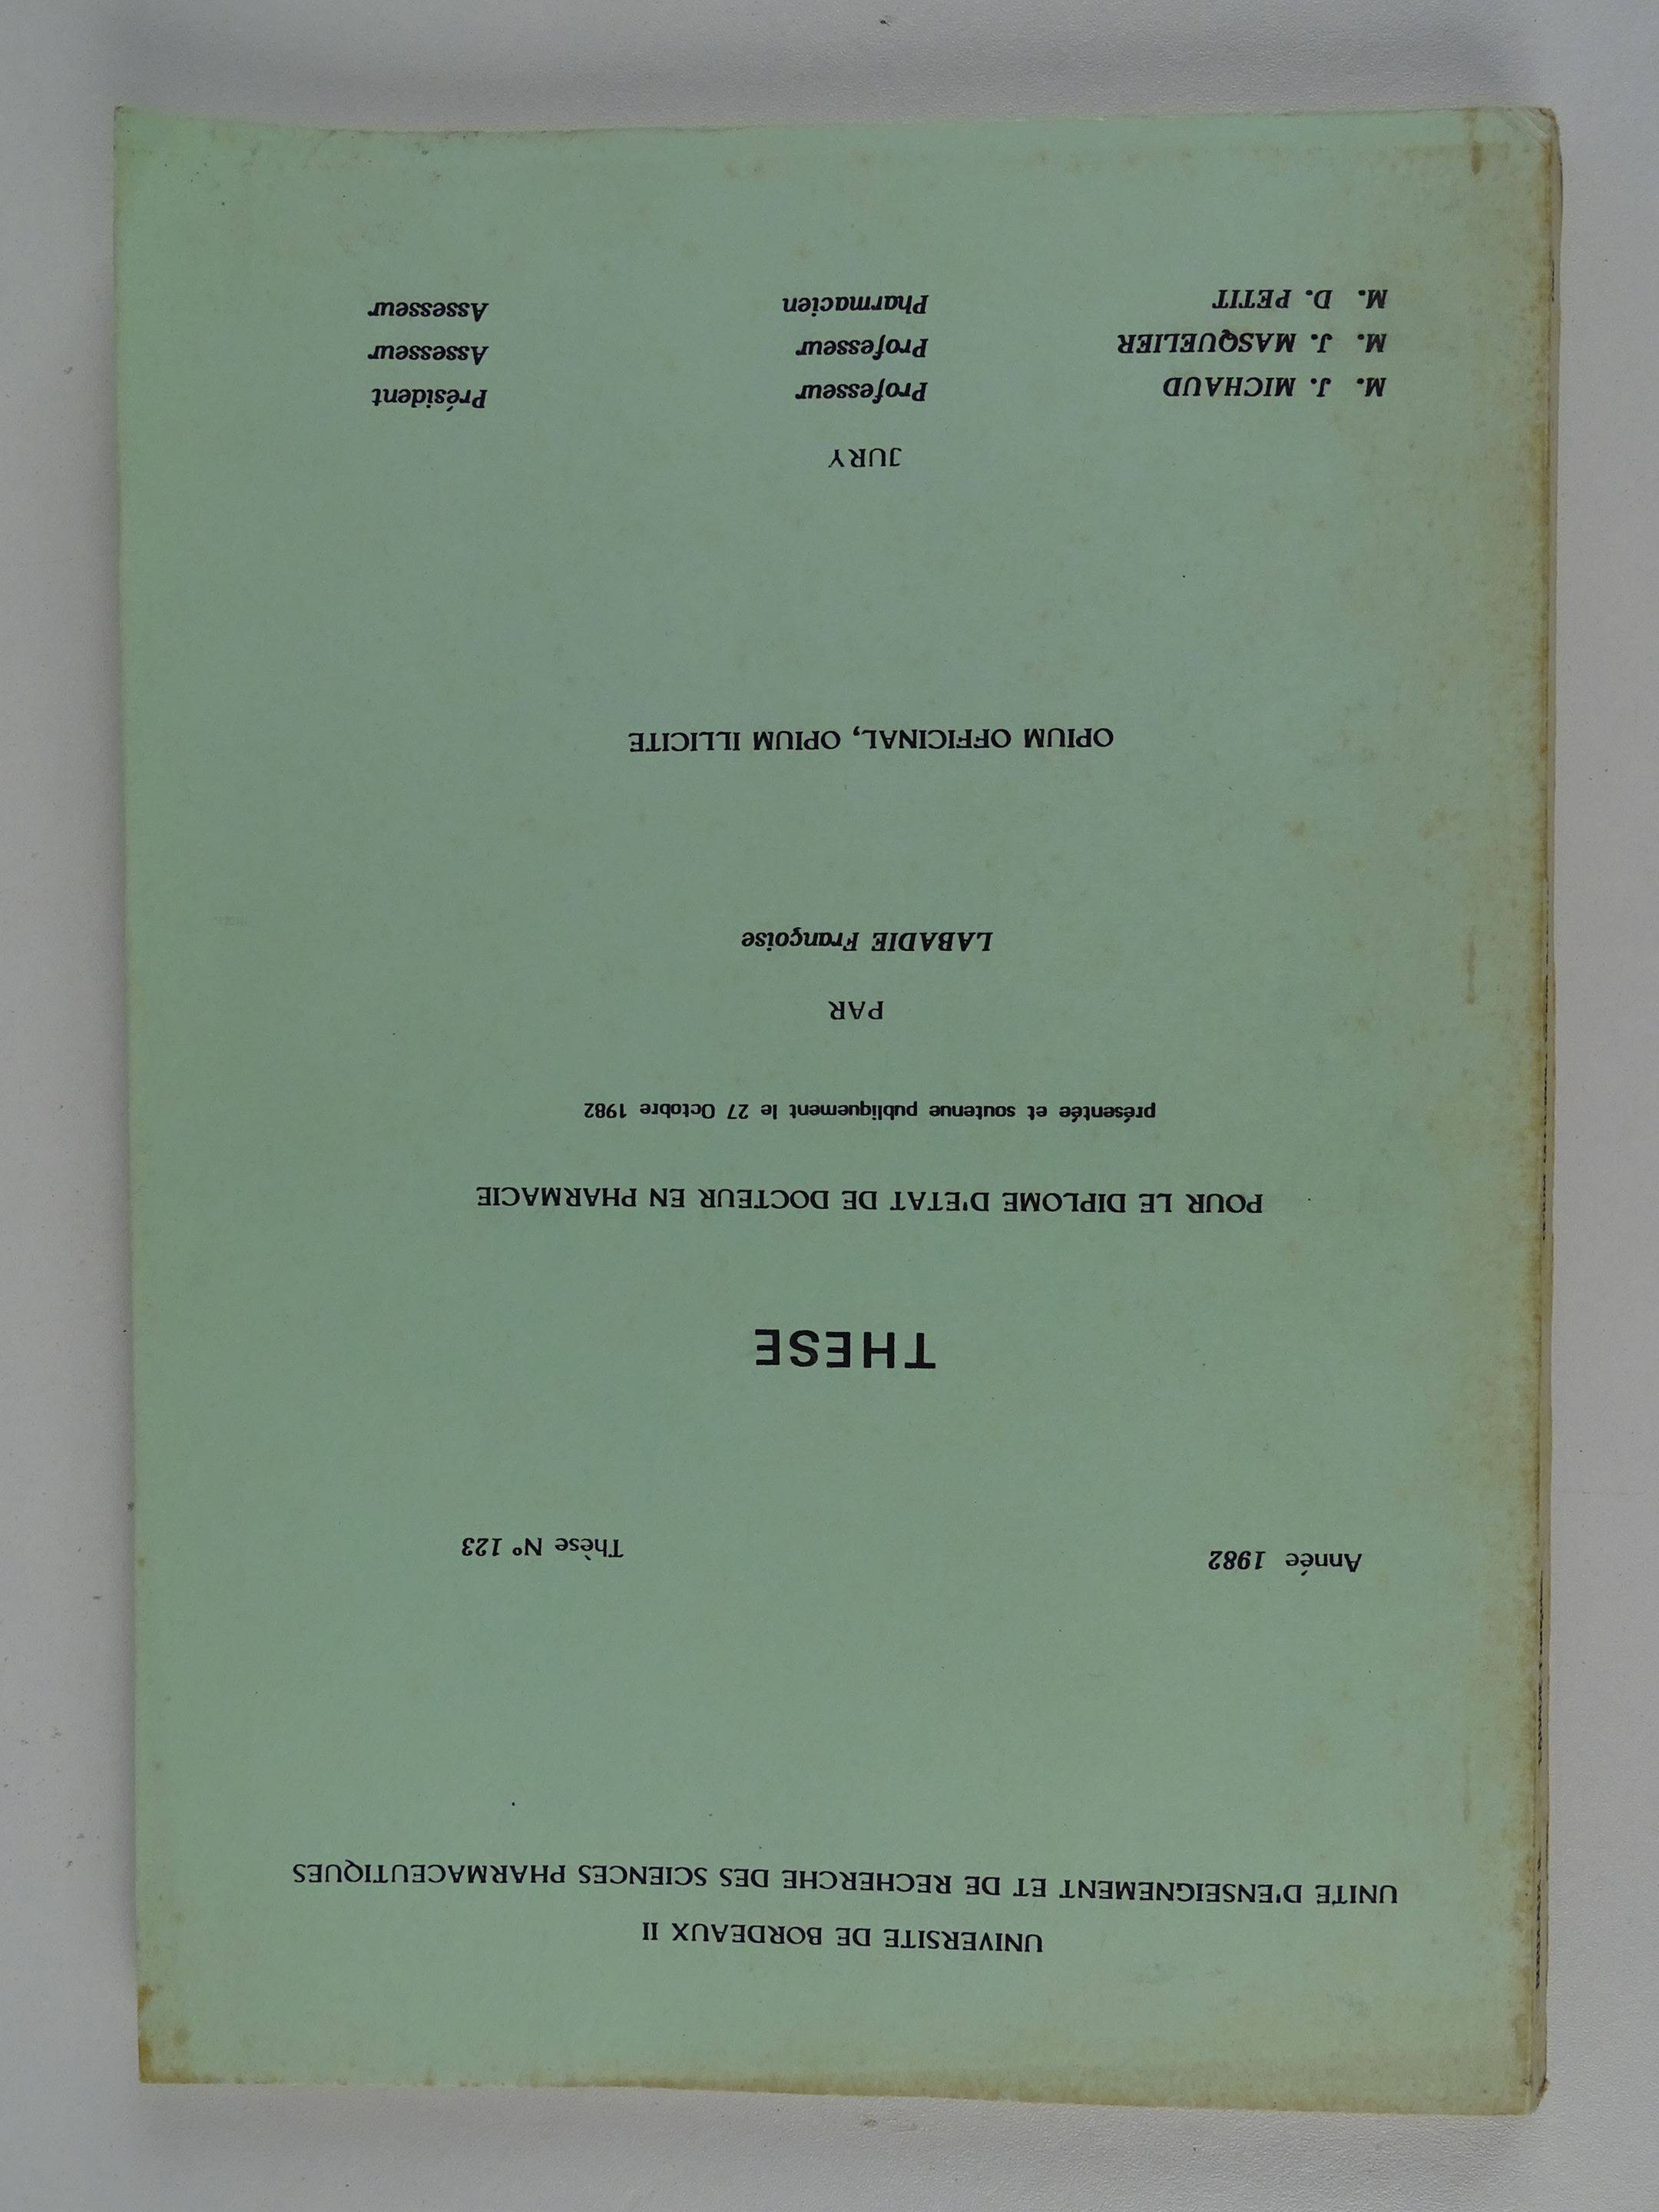 UNIVERSITE DE BORDEAUX II
UNITE D'ENSEIGNEMENT ET DE RECHERCHE DES SCIENCES PHARMACEUTIQUES
Année 1982 Thèse N° 123
THESE
POUR LE DIPLOME D'ETAT DE DOCTEUR EN PHARMACIE
présentée et soutenue publiquement le 27 Octobre 1982
PAR
LABADIE Françoise
OPIUM OFFICINAL, OPIUM ILLICITE
JURY
M. J. MICHAUD Professeur Président
M. J. MASQUELIER Professeur Assesseur
M. D. PETIT Pharmacien Assesseur